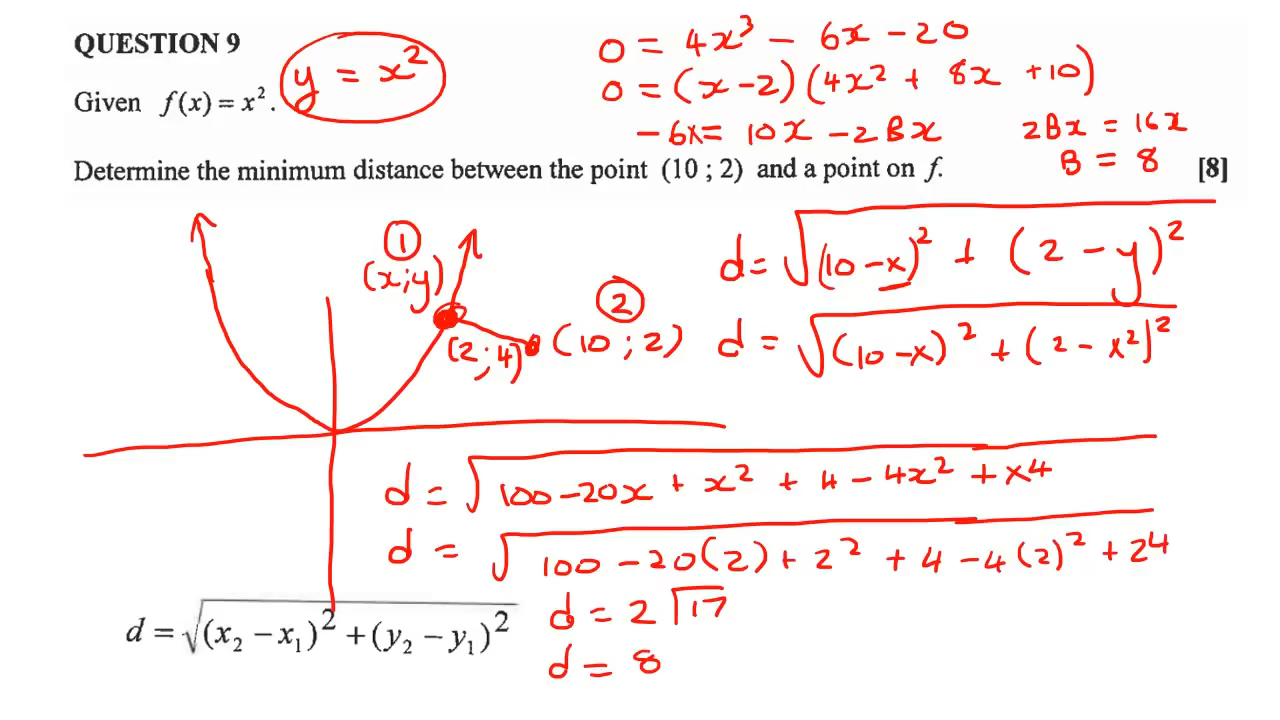 QUESTION 9
y = x²
Given f(x) = x².
0 = 4x³ − 6x − 20
0 = (x − 2)(4x² + 8x + 10)
− 6x = 10x − 2Bx
2Bx = 16x
B = 8
Determine the minimum distance between the point (10 ; 2) and a point on f. [8]
①
(x;y)
②
(2;4)
(10 ; 2)
d = √(10 − x)² + (2 − y)²
d = √(10 − x)² + (2 − x²)²
d = √100 − 20x + x² + 4 − 4x² + x4
d = √100 − 20(2) + 2² + 4 − 4(2)² + 2⁴
d = √(x₂ − x₁)² + (y₂ − y₁)²
d = 2√17
d = 8